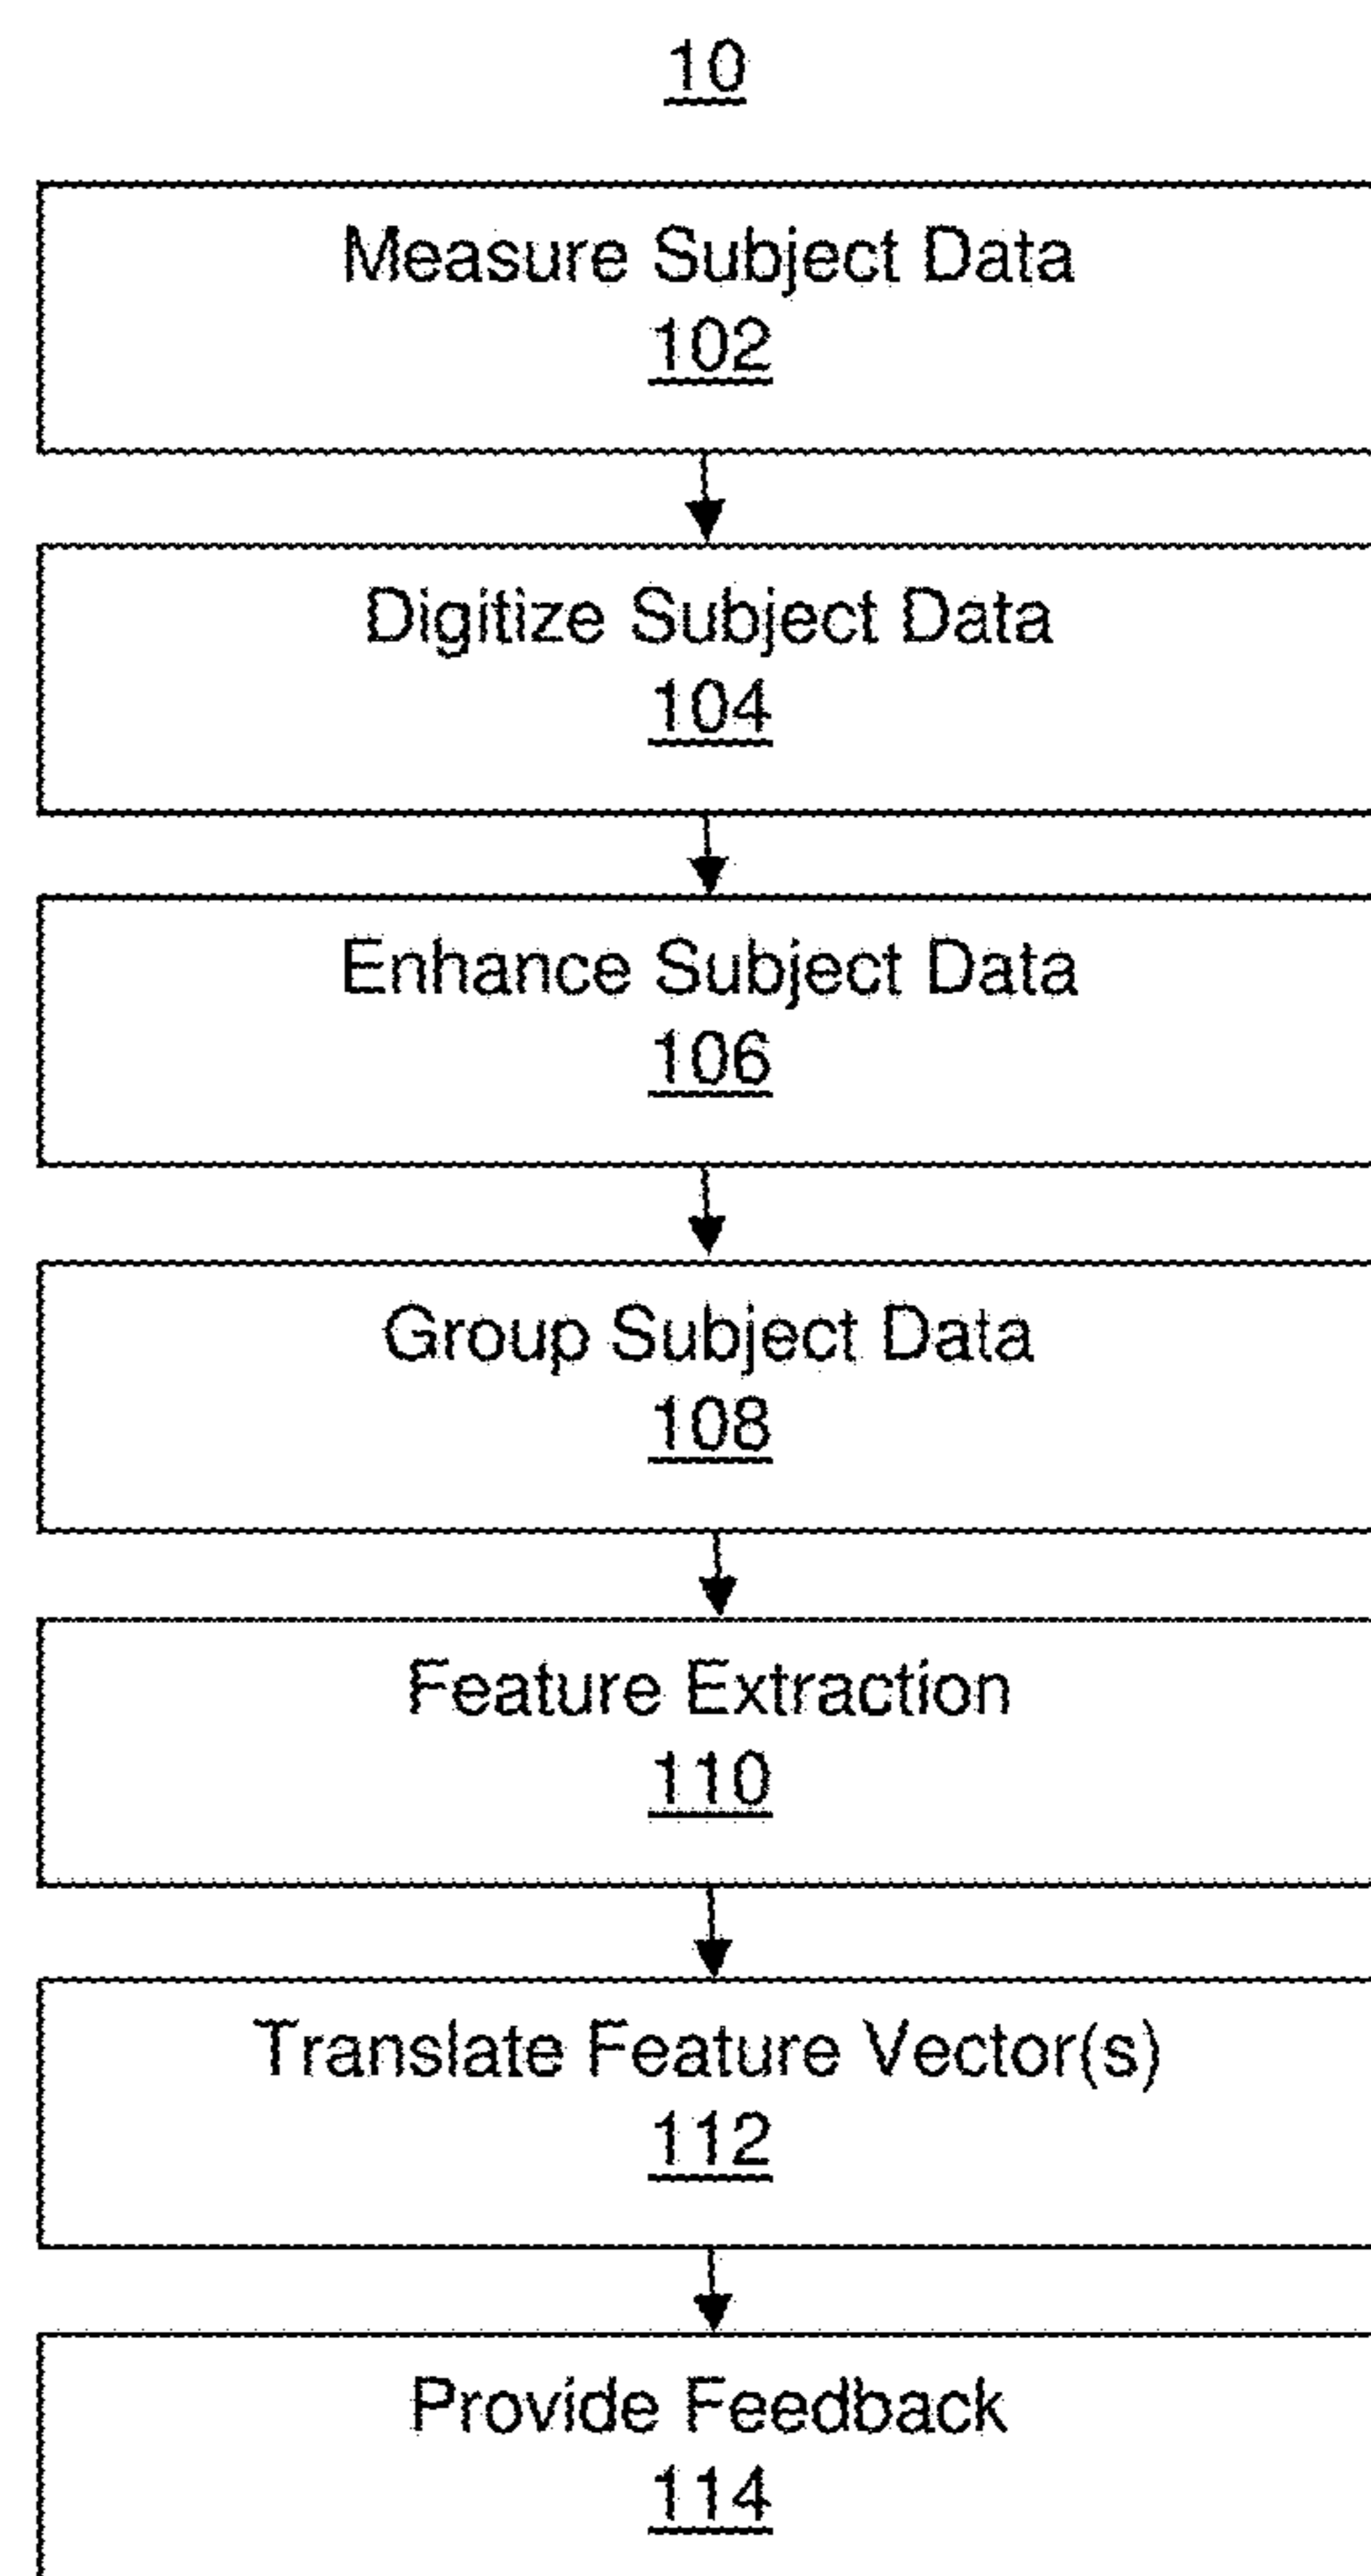 10
Measure Subject Data
102
Digitize Subject Data
104
Enhance Subject Data
106
Group Subject Data
108
Feature Extraction
110
Translate Feature Vector(s)
112
Provide Feedback
114